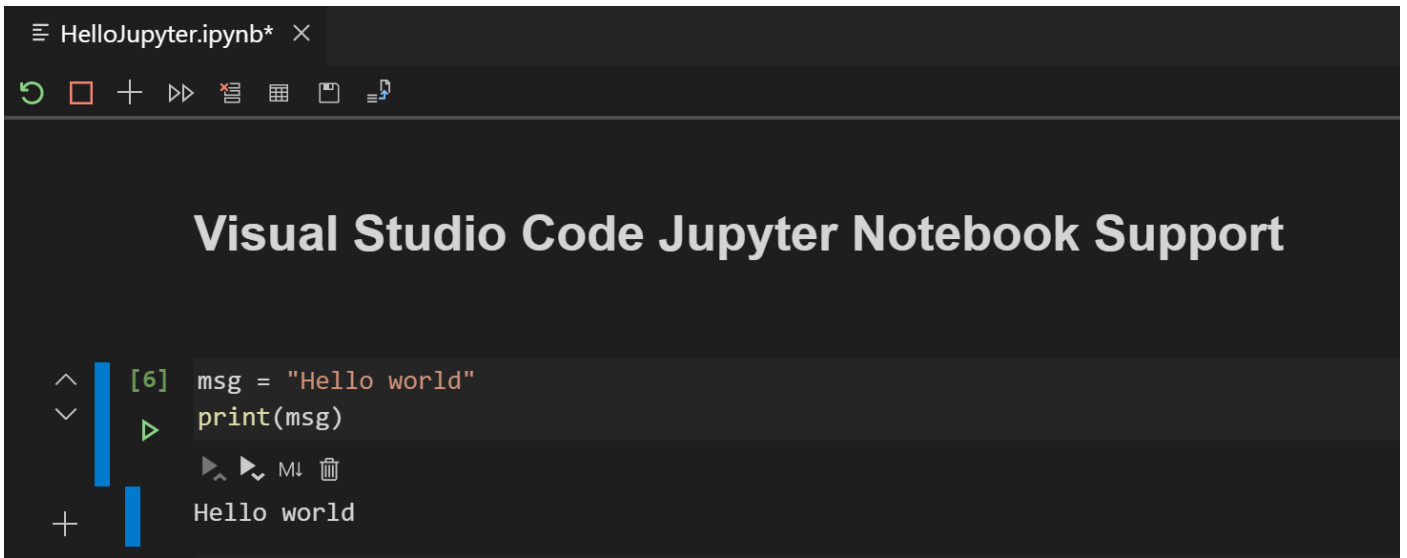 HelloJupyter.ipynb*
Visual Studio Code Jupyter Notebook Support
[6] msg = "Hello world"
print(msg)
M↓
Hello world